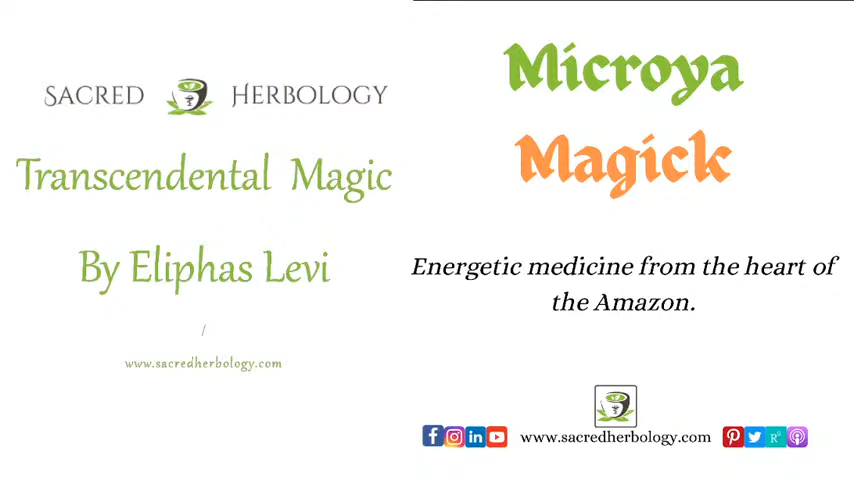 SACRED HERBOLOGY
Transcendental Magic
By Eliphas Levi
/
www.sacredherbology.com
Microya
Magick
Energetic medicine from the heart of
the Amazon.
www.sacredherbology.com